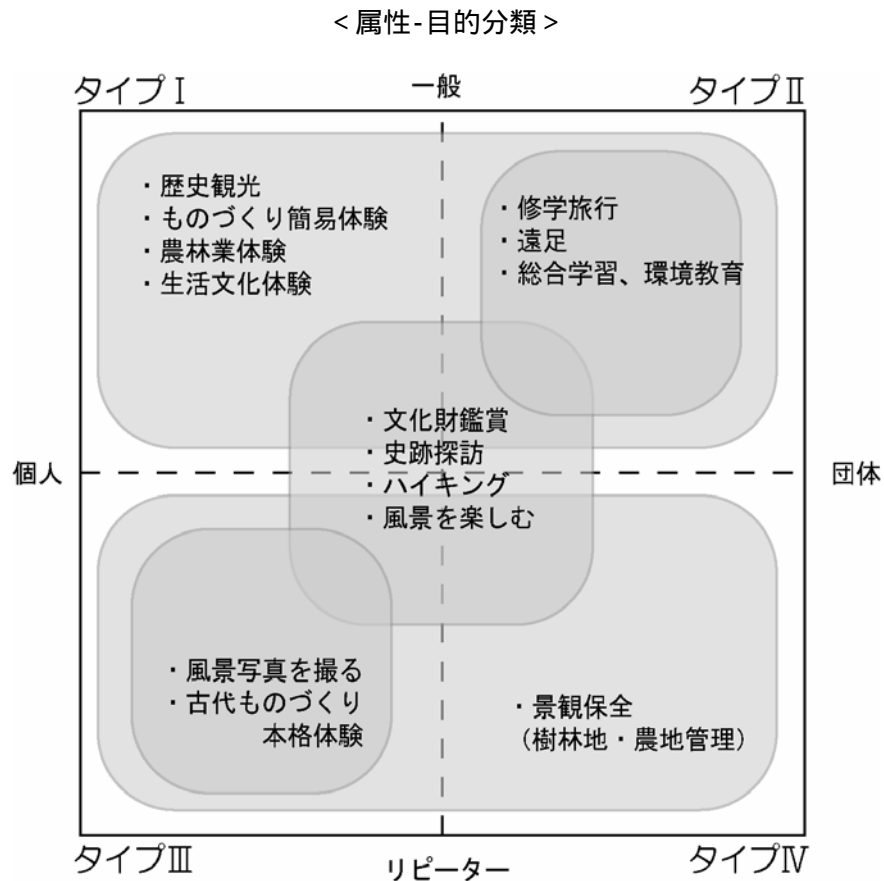 <属性-目的分類>
タイプⅠ
一般
タイプⅡ
・歴史観光
・ものづくり簡易体験
・農林業体験
・生活文化体験
・修学旅行
・遠足
・総合学習、環境教育
・文化財鑑賞
・史跡探訪
・ハイキング
・風景を楽しむ
個人
団体
・風景写真を撮る
・古代ものづくり
本格体験
・景観保全
(樹林地・農地管理)
タイプⅢ
リピーター
タイプⅣ